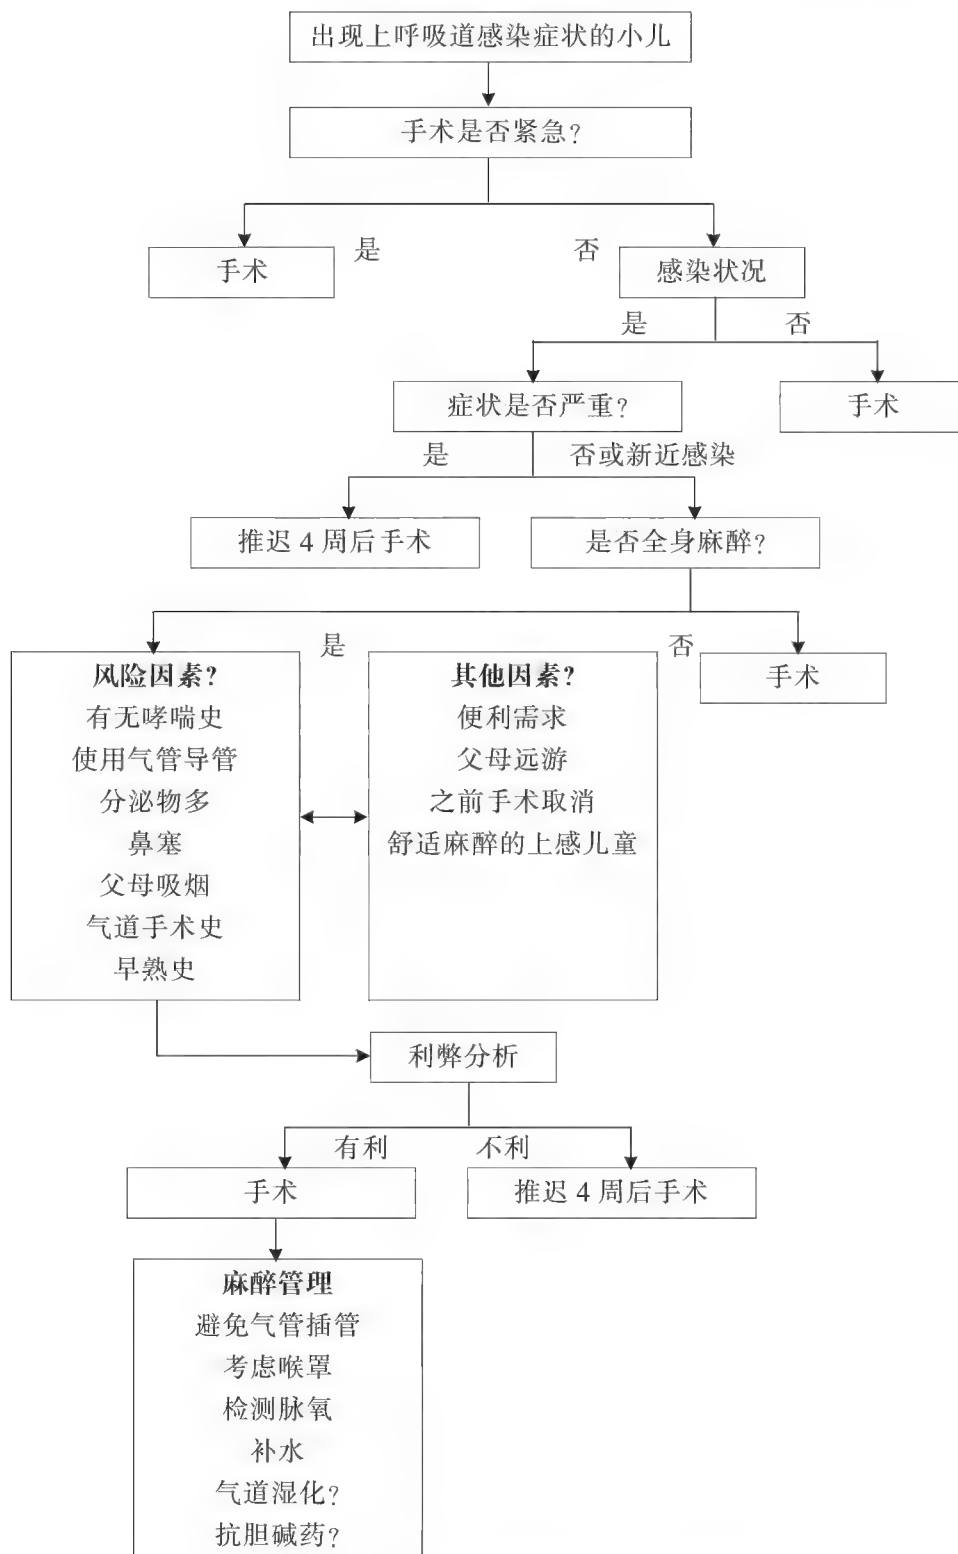 出现上呼吸道感染症状的小儿
手术是否紧急?
是
否
手术
感染状况
是
否
症状是否严重?
手术
是
否或新近感染
推迟 4 周后手术
是否全身麻醉?
是
否
手术
风险因素?
有无哮喘史
使用气管导管
分泌物多
鼻塞
父母吸烟
气道手术史
早熟史
其他因素?
便利需求
父母远游
之前手术取消
舒适麻醉的上感儿童
利弊分析
有利
不利
手术
推迟 4 周后手术
麻醉管理
避免气管插管
考虑喉罩
检测脉氧
补水
气道湿化?
抗胆碱药?